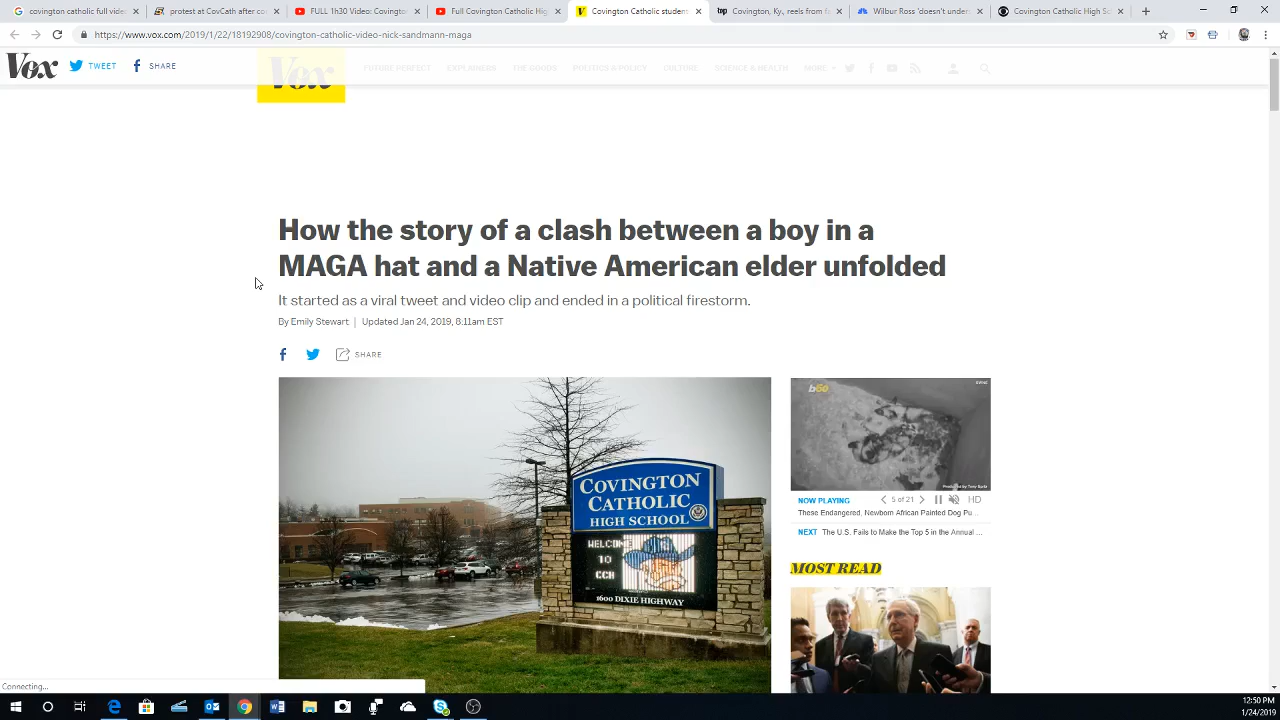 covington catholic full video
protest at CovCath after co
FULL 1h30 Video: Covingto
Full Covington Catholic Hig
Covington Catholic student
Covington, Ky., reels from f
Wilbur Ross 'doesn't under
Covington Catholic High Sc
https://www.vox.com/2019/1/22/18192908/covington-catholic-video-nick-sandmann-maga
Vox
TWEET
SHARE
Vox
FUTURE PERFECT
EXPLAINERS
THE GOODS
POLITICS & POLICY
CULTURE
SCIENCE & HEALTH
MORE
How the story of a clash between a boy in a
MAGA hat and a Native American elder unfolded
It started as a viral tweet and video clip and ended in a political firestorm.
By Emily Stewart | Updated Jan 24, 2019, 8:11am EST
SHARE
COVINGTON
CATHOLIC
HIGH SCHOOL
WELCOME
TO
CCH
1600 DIXIE HIGHWAY
NOW PLAYING
5 of 21
HD
These Endangered, Newborn African Painted Dog Pu ...
NEXT The U.S. Fails to Make the Top 5 in the Annual ...
MOST READ
Connecting...
12:50 PM
1/24/2019